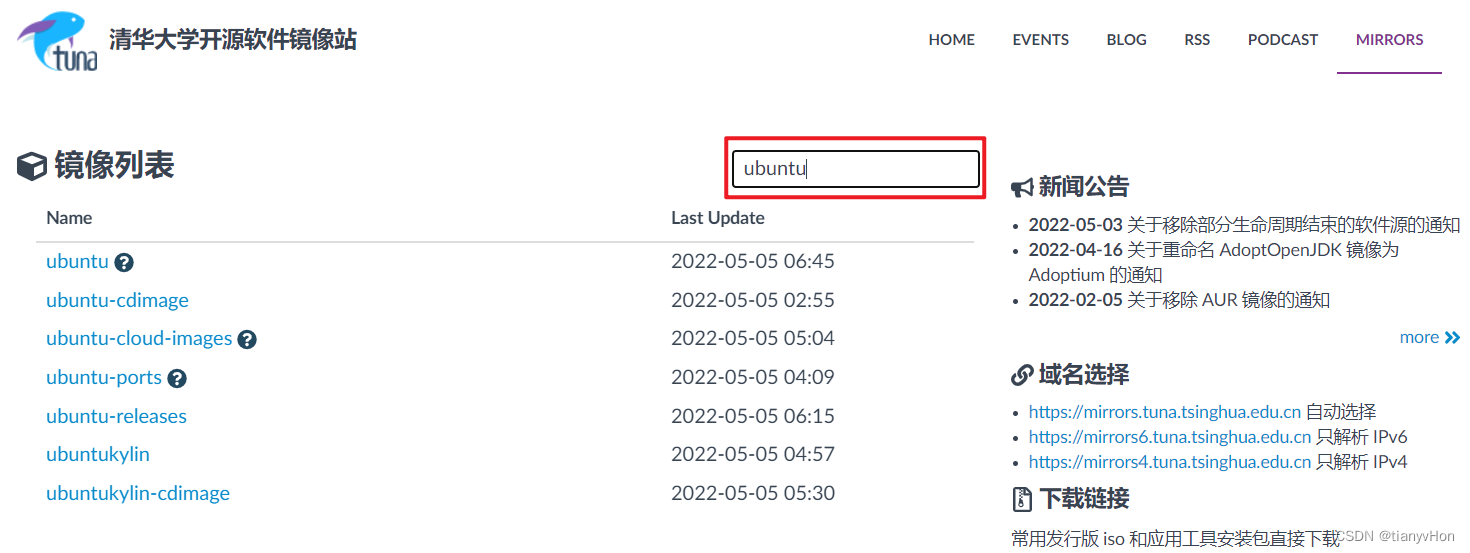 tuna
清华大学开源软件镜像站
HOME EVENTS BLOG RSS PODCAST MIRRORS
镜像列表
ubuntu
Name Last Update
ubuntu ? 2022-05-05 06:45
ubuntu-cdimage 2022-05-05 02:55
ubuntu-cloud-images ? 2022-05-05 05:04
ubuntu-ports ? 2022-05-05 04:09
ubuntu-releases 2022-05-05 06:15
ubuntukylin 2022-05-05 04:57
ubuntukylin-cdimage 2022-05-05 05:30
新闻公告
• 2022-05-03 关于移除部分生命周期结束的软件源的通知
• 2022-04-16 关于重命名 AdoptOpenJDK 镜像为
Adoptium 的通知
• 2022-02-05 关于移除 AUR 镜像的通知
more
域名选择
• https://mirrors.tuna.tsinghua.edu.cn 自动选择
• https://mirrors6.tuna.tsinghua.edu.cn 只解析 IPv6
• https://mirrors4.tuna.tsinghua.edu.cn 只解析 IPv4
下载链接
常用发行版 iso 和应用工具安装包直接下载
CSDN @tianyvHon